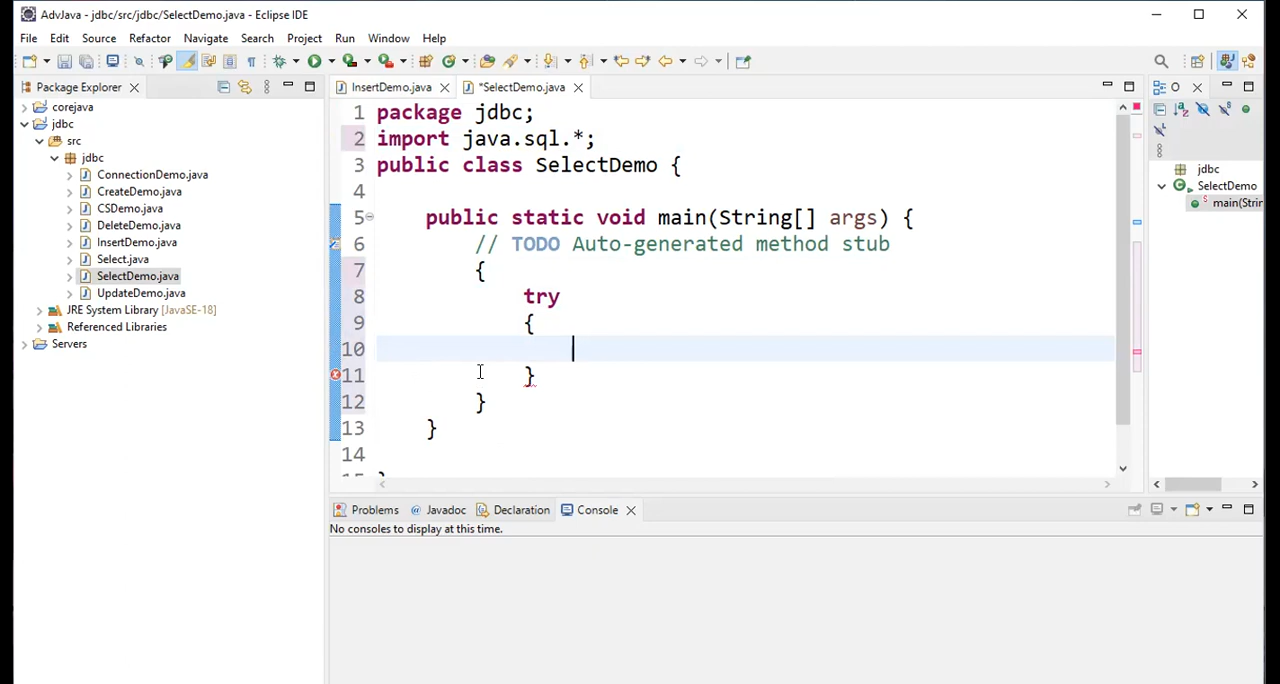 AdvJava - jdbc/src/jdbc/SelectDemo.java - Eclipse IDE
File Edit Source Refactor Navigate Search Project Run Window Help
Package Explorer
corejava
jdbc
src
jdbc
ConnectionDemo.java
CreateDemo.java
CSDemo.java
DeleteDemo.java
InsertDemo.java
Select.java
SelectDemo.java
UpdateDemo.java
JRE System Library [JavaSE-18]
Referenced Libraries
Servers
InsertDemo.java *SelectDemo.java
1 package jdbc;
2 import java.sql.*;
3 public class SelectDemo {
4
5 public static void main(String[] args) {
6 // TODO Auto-generated method stub
7 {
8 try
9 {
10
11 }
12 }
13 }
14
15 }
O
jdbc
SelectDemo
main(Strin
Problems Javadoc Declaration Console
No consoles to display at this time.